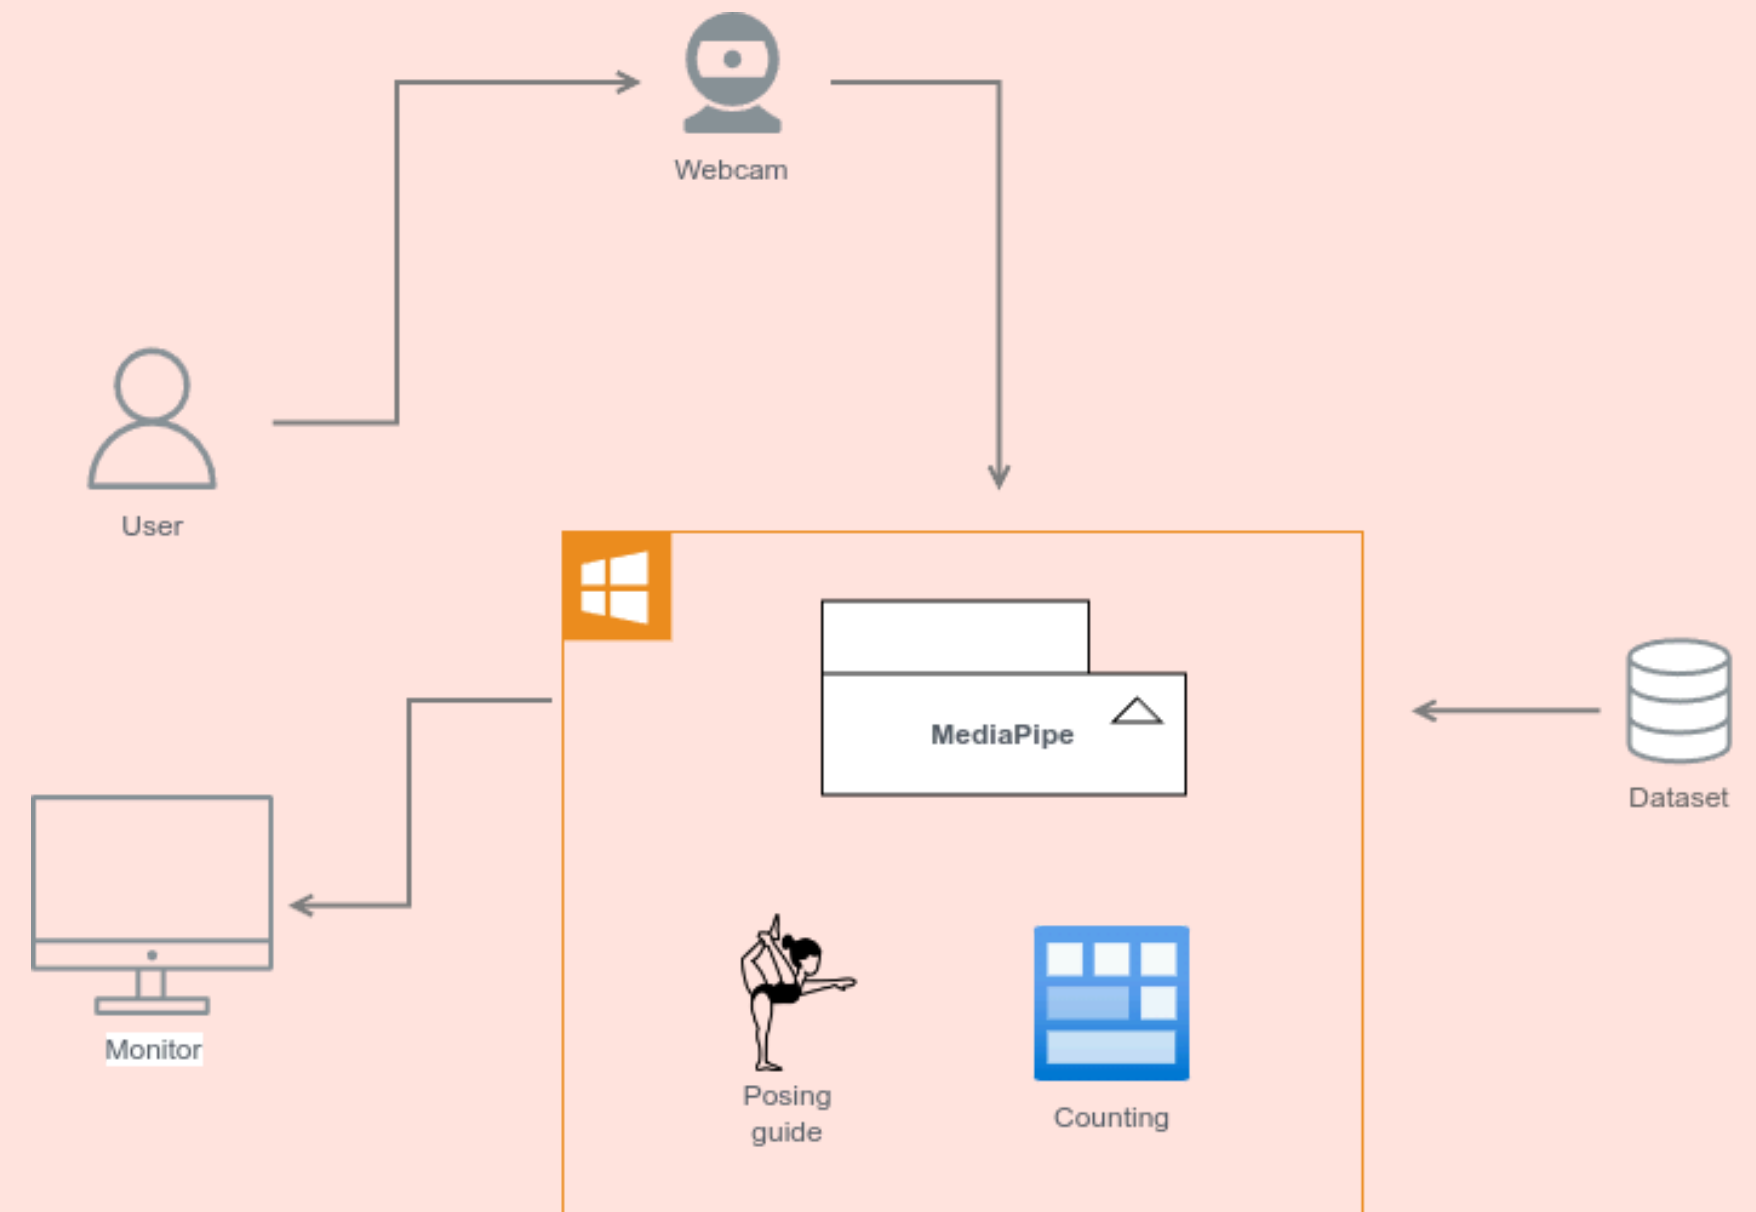 Webcam
User
MediaPipe
Dataset
Monitor
Posing
guide
Counting